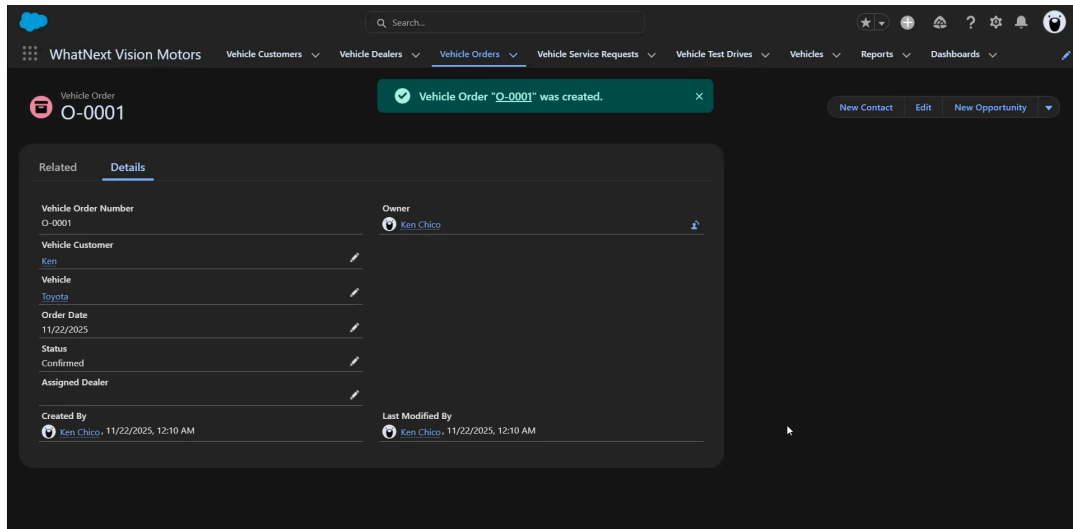 Search...
WhatNext Vision Motors Vehicle Customers Vehicle Dealers Vehicle Orders Vehicle Service Requests Vehicle Test Drives Vehicles Reports Dashboards
Vehicle Order "O-0001" was created.
Vehicle Order
O-0001
New Contact Edit New Opportunity
Related Details
Vehicle Order Number
O-0001
Owner
Ken Chico
Vehicle Customer
Ken
Vehicle
Toyota
Order Date
11/22/2025
Status
Confirmed
Assigned Dealer
Created By
Ken Chico, 11/22/2025, 12:10 AM
Last Modified By
Ken Chico, 11/22/2025, 12:10 AM